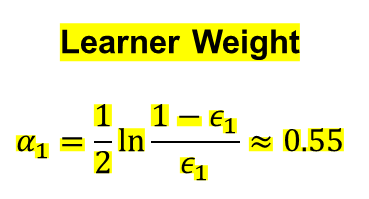 Learner Weight
α₁ = 1/2 ln (1 − ϵ₁)/ϵ₁ ≈ 0.55